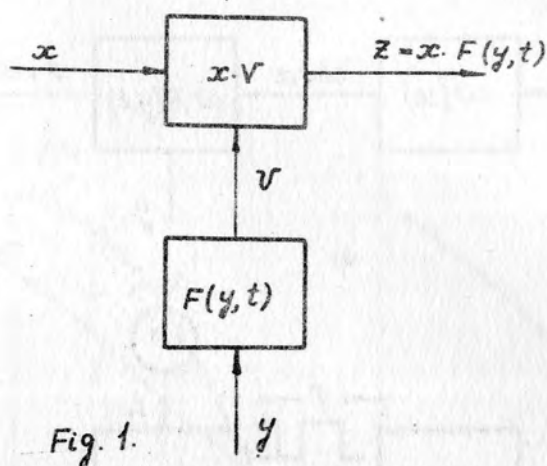 x
x·V
z = x · F(y,t)
v
F(y,t)
y
Fig. 1.